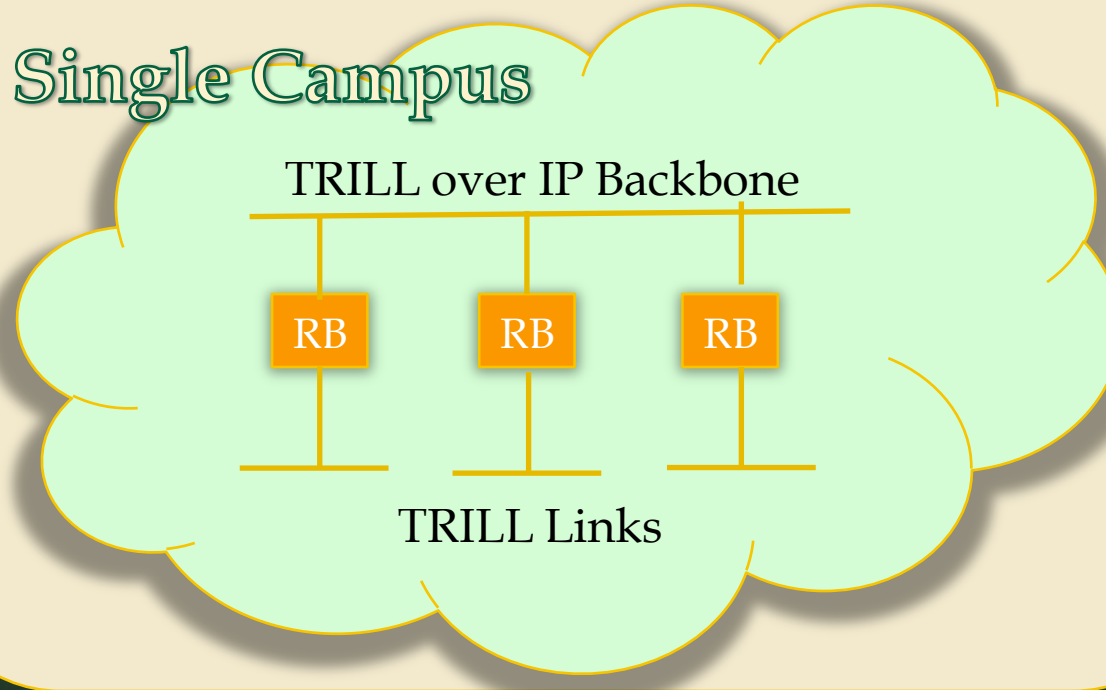 Single Campus
TRILL over IP Backbone
RB
RB
RB
TRILL Links